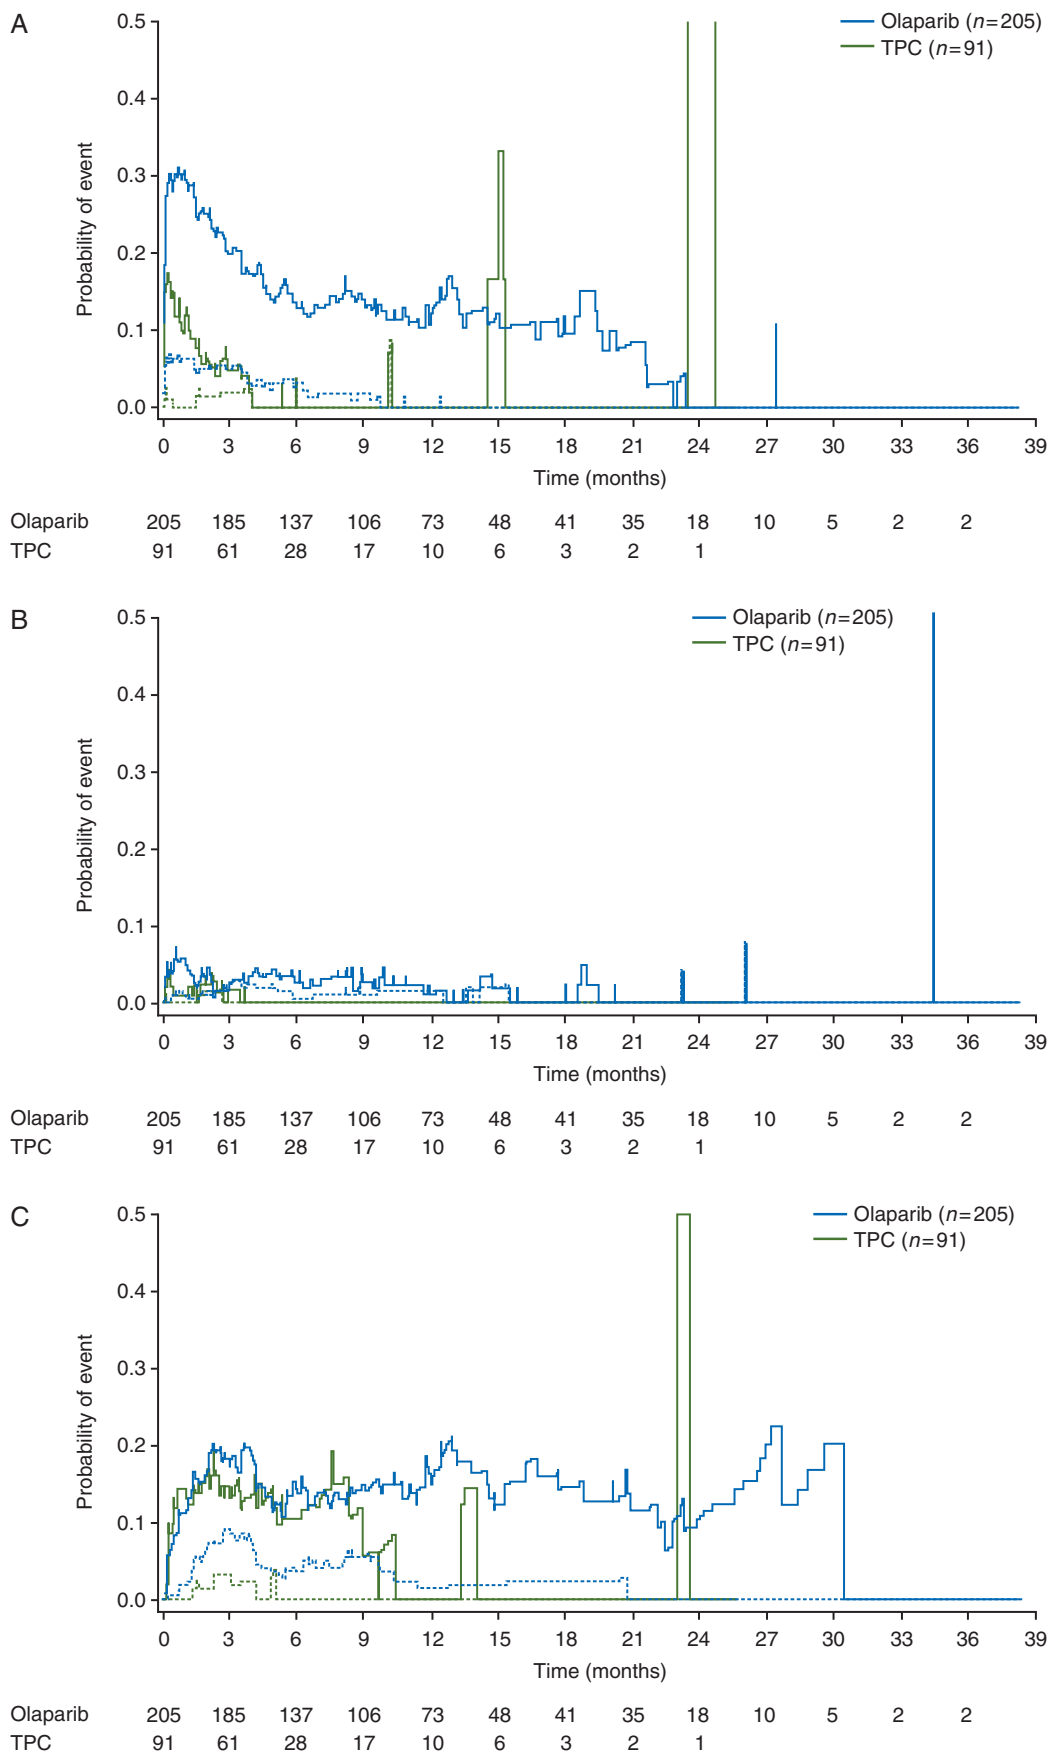 A
Olaparib (n=205)
TPC (n=91)
0.5
0.4
0.3
0.2
0.1
0.0
Probability of event
0 3 6 9 12 15 18 21 24 27 30 33 36 39
Time (months)
Olaparib 205 185 137 106 73 48 41 35 18 10 5 2 2
TPC 91 61 28 17 10 6 3 2 1
B
Olaparib (n=205)
TPC (n=91)
0.5
0.4
0.3
0.2
0.1
0.0
Probability of event
0 3 6 9 12 15 18 21 24 27 30 33 36 39
Time (months)
Olaparib 205 185 137 106 73 48 41 35 18 10 5 2 2
TPC 91 61 28 17 10 6 3 2 1
C
Olaparib (n=205)
TPC (n=91)
0.5
0.4
0.3
0.2
0.1
0.0
Probability of event
0 3 6 9 12 15 18 21 24 27 30 33 36 39
Time (months)
Olaparib 205 185 137 106 73 48 41 35 18 10 5 2 2
TPC 91 61 28 17 10 6 3 2 1